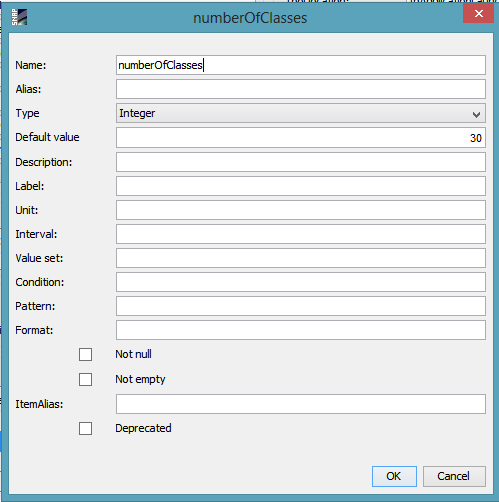 SNAP
numberOfClasses
Name: numberOfClasses
Alias:
Type Integer
Default value 30
Description:
Label:
Unit:
Interval:
Value set:
Condition:
Pattern:
Format:
Not null
Not empty
ItemAlias:
Deprecated
OK Cancel